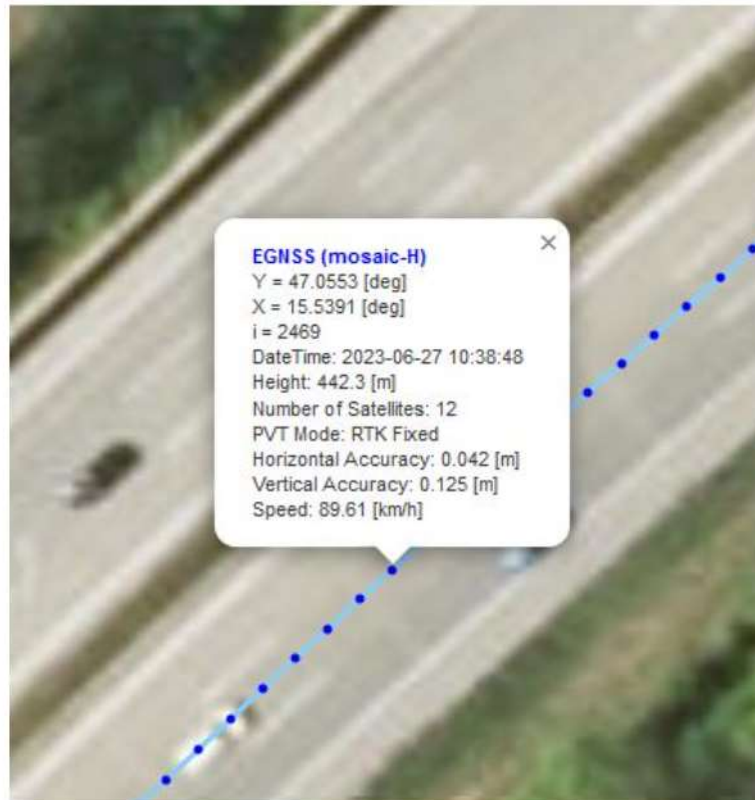 ×
EGNSS (mosaic-H)
Y = 47.0553 [deg]
X = 15.5391 [deg]
i = 2469
DateTime: 2023-06-27 10:38:48
Height: 442.3 [m]
Number of Satellites: 12
PVT Mode: RTK Fixed
Horizontal Accuracy: 0.042 [m]
Vertical Accuracy: 0.125 [m]
Speed: 89.61 [km/h]